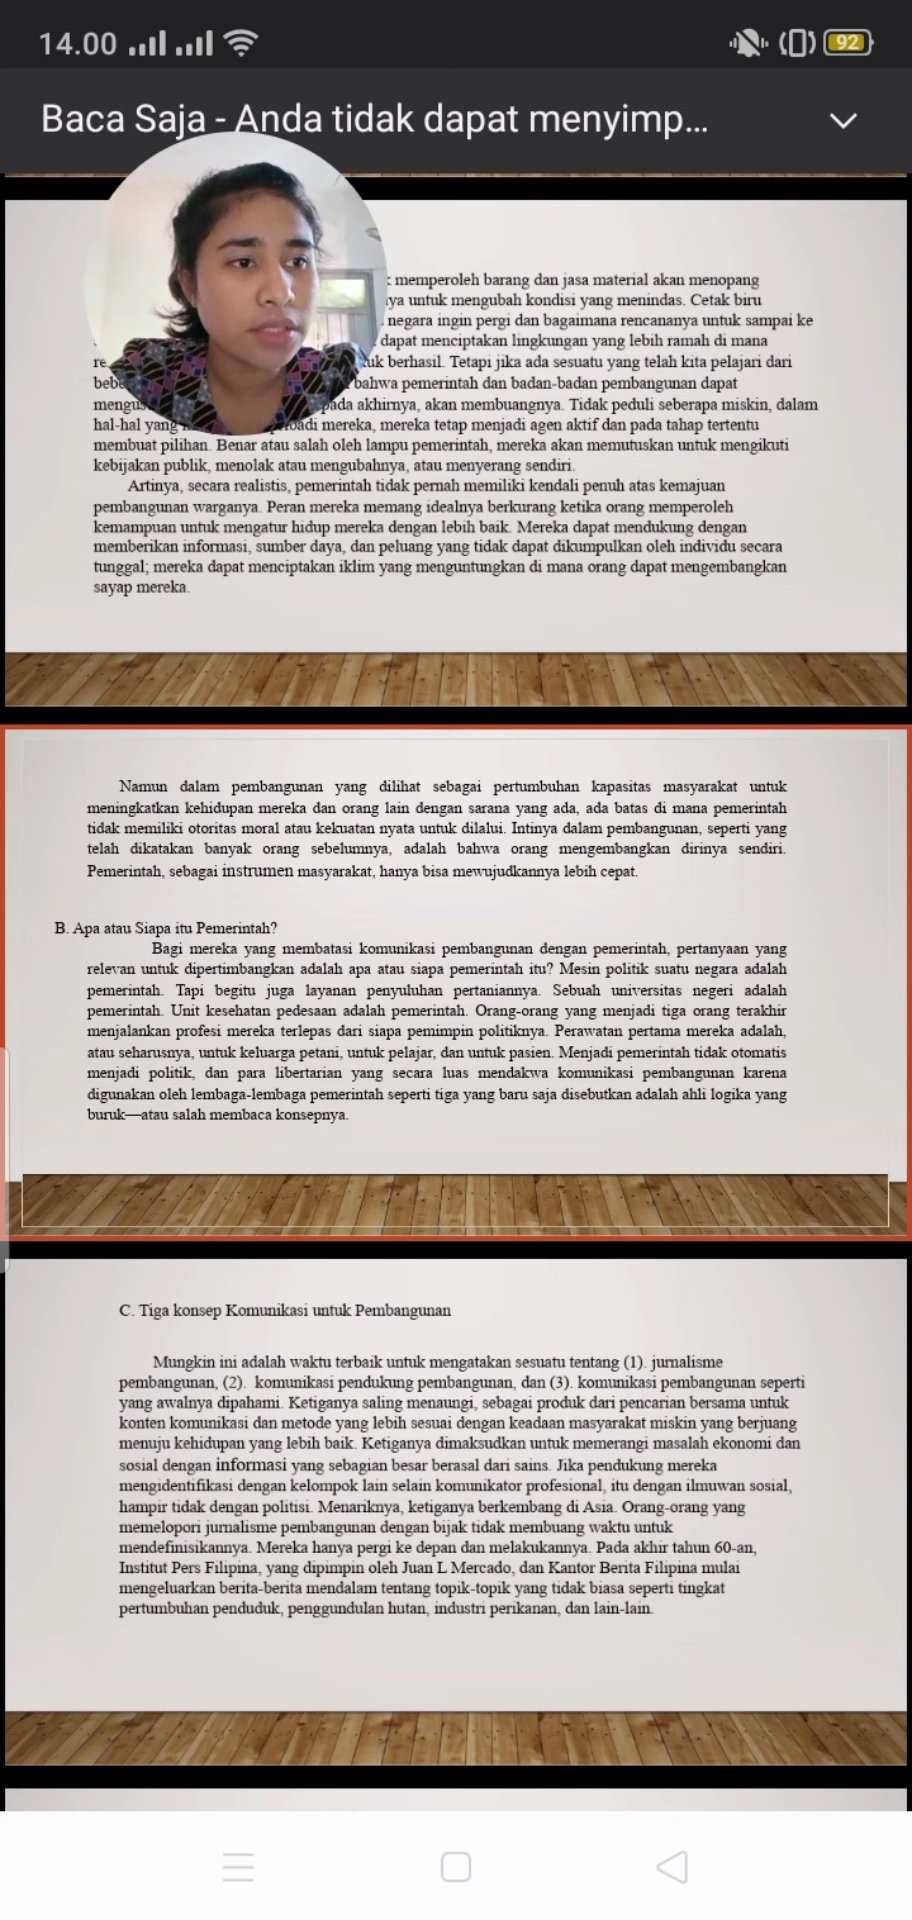 14.00
92
Baca Saja - Anda tidak dapat menyimp...
memperoleh barang dan jasa material akan menopang
untuk mengubah kondisi yang menindas. Cetak biru
negara ingin pergi dan bagaimana rencananya untuk sampai ke
dapat menciptakan lingkungan yang lebih ramah di mana
berhasil. Tetapi jika ada sesuatu yang telah kita pelajari dari
bahwa pemerintah dan badan-badan pembangunan dapat
pada akhirnya, akan membuangnya. Tidak peduli seberapa miskin, dalam
hal-hal yang mereka, mereka tetap menjadi agen aktif dan pada tahap tertentu
membuat pilihan. Benar atau salah oleh lampu pemerintah, mereka akan memutuskan untuk mengikuti
kebijakan publik, menolak atau mengubahnya, atau menyerang sendiri.
Artinya, secara realistis, pemerintah tidak pernah memiliki kendali penuh atas kemajuan
pembangunan warganya. Peran mereka memang idealnya berkurang ketika orang memperoleh
kemampuan untuk mengatur hidup mereka dengan lebih baik. Mereka dapat mendukung dengan
memberikan informasi, sumber daya, dan peluang yang tidak dapat dikumpulkan oleh individu secara
tunggal; mereka dapat menciptakan iklim yang menguntungkan di mana orang dapat mengembangkan
sayap mereka.
Namun dalam pembangunan yang dilihat sebagai pertumbuhan kapasitas masyarakat untuk
meningkatkan kehidupan mereka dan orang lain dengan sarana yang ada, ada batas di mana pemerintah
tidak memiliki otoritas moral atau kekuatan nyata untuk dilalui. Intinya dalam pembangunan, seperti yang
telah dikatakan banyak orang sebelumnya, adalah bahwa orang mengembangkan dirinya sendiri.
Pemerintah, sebagai instrumen masyarakat, hanya bisa mewujudkannya lebih cepat.
B. Apa atau Siapa itu Pemerintah?
Bagi mereka yang membatasi komunikasi pembangunan dengan pemerintah, pertanyaan yang
relevan untuk dipertimbangkan adalah apa atau siapa pemerintah itu? Mesin politik suatu negara adalah
pemerintah. Tapi begitu juga layanan penyuluhan pertaniannya. Sebuah universitas negeri adalah
pemerintah. Unit kesehatan pedesaan adalah pemerintah. Orang-orang yang menjadi tiga orang terakhir
menjalankan profesi mereka terlepas dari siapa pemimpin politiknya. Perawatan pertama mereka adalah,
atau seharusnya, untuk keluarga petani, untuk pelajar, dan untuk pasien. Menjadi pemerintah tidak otomatis
menjadi politik, dan para libertarian yang secara luas mendakwa komunikasi pembangunan karena
digunakan oleh lembaga-lembaga pemerintah seperti tiga yang baru saja disebutkan adalah ahli logika yang
buruk—atau salah membaca konsepnya.
C. Tiga konsep Komunikasi untuk Pembangunan
Mungkin ini adalah waktu terbaik untuk mengatakan sesuatu tentang (1). jurnalisme
pembangunan, (2). komunikasi pendukung pembangunan, dan (3). komunikasi pembangunan seperti
yang awalnya dipahami. Ketiganya saling menaungi, sebagai produk dari pencarian bersama untuk
konten komunikasi dan metode yang lebih sesuai dengan keadaan masyarakat miskin yang berjuang
menuju kehidupan yang lebih baik. Ketiganya dimaksudkan untuk memerangi masalah ekonomi dan
sosial dengan informasi yang sebagian besar berasal dari sains. Jika pendukung mereka
mengidentifikasi dengan kelompok lain selain komunikator profesional, itu dengan ilmuwan sosial,
hampir tidak dengan politisi. Menariknya, ketiganya berkembang di Asia. Orang-orang yang
memelopori jurnalisme pembangunan dengan bijak tidak membuang waktu untuk
mendefinisikannya. Mereka hanya pergi ke depan dan melakukannya. Pada akhir tahun 60-an,
Institut Pers Filipina, yang dipimpin oleh Juan L Mercado, dan Kantor Berita Filipina mulai
mengeluarkan berita-berita mendalam tentang topik-topik yang tidak biasa seperti tingkat
pertumbuhan penduduk, penggundulan hutan, industri perikanan, dan lain-lain.